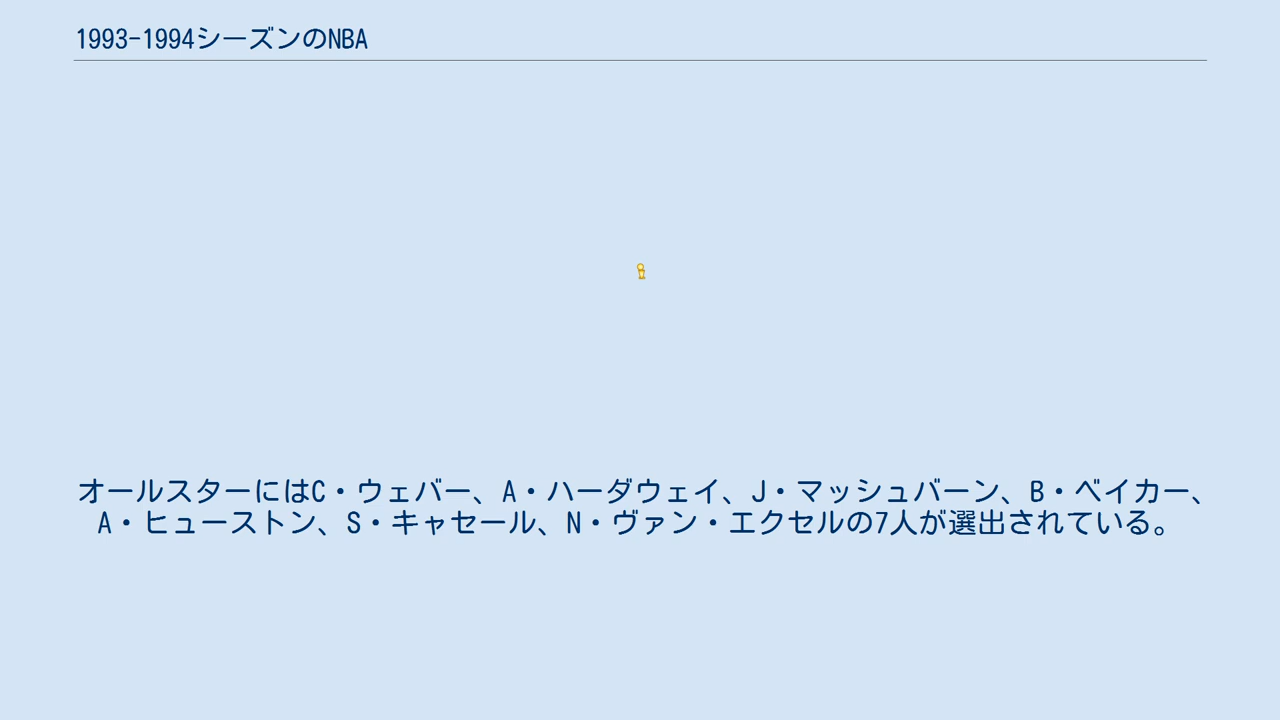 1993-1994シーズンのNBA
オールスターにはC・ウェバー、A・ハーダウェイ、J・マッシュバーン、B・ベイカー、
A・ヒューストン、S・キャセール、N・ヴァン・エクセルの7人が選出されている。